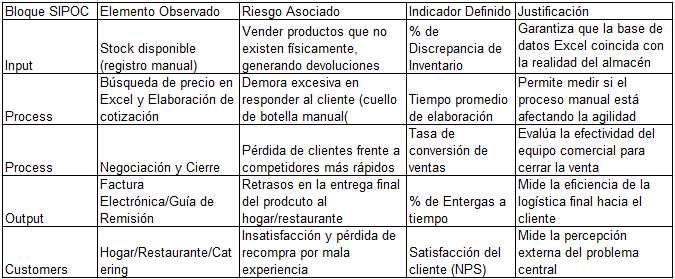 Bloque SIPOC
Elemento Observado
Riesgo Asociado
Indicador Definido
Justificación
Input
Stock disponible
(registro manual)
Vender productos que no
existen físicamente,
generando devoluciones
% de
Discrepancia de
Inventario
Garantiza que la base de
datos Excel coincida con
la realidad del almacén
Process
Búsqueda de precio en
Excel y Elaboración de
cotización
Demora excesiva en
responder al cliente (cuello
de botella manual(
Tiempo promedio
de elaboración
Permite medir si el
proceso manual está
afectando la agilidad
Process
Negociación y Cierre
Pérdida de clientes frente a
competidores más rápidos
Tasa de
conversión de
ventas
Evalúa la efectividad del
equipo comercial para
cerrar la venta
Output
Factura
Electrónica/Guía de
Remisión
Retrasos en la entrega final
del prodcuto al
hogar/restaurante
% de Entergas a
tiempo
Mide la eficiencia de la
logística final hacia el
cliente
Customers
Hogar/Restaurante/Cat
ering
Insatisfacción y pérdida de
recompra por mala
experiencia
Satisfacción del
cliente (NPS)
Mide la percepción
externa del problema
central